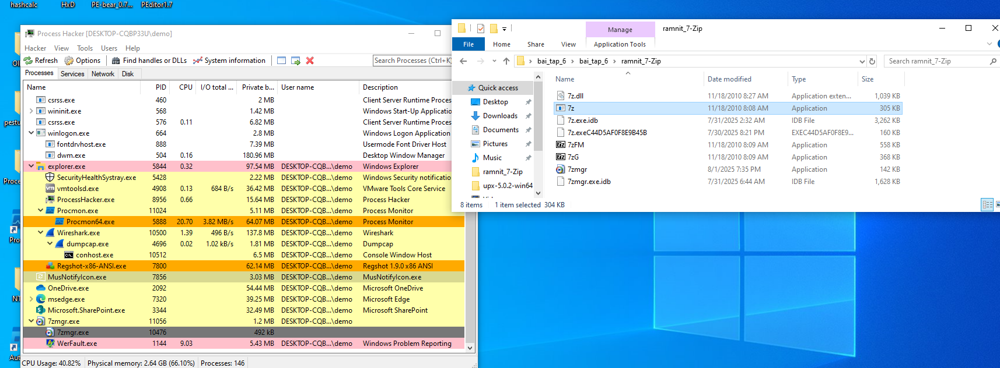 hashcalc HxD PE-bear_0.7... PEditor1.7
Process Hacker [DESKTOP-CQBP33U\demo]
Hacker View Tools Users Help
Refresh Options Find handles or DLLs System information Search Processes (Ctrl+K)
Processes Services Network Disk
Name PID CPU I/O total ... Private b... User name Description
csrss.exe 460 2 MB Client Server Runtime Proces
wininit.exe 568 1.42 MB Windows Start-Up Applicatio
csrss.exe 576 0.11 6.82 MB Client Server Runtime Proces
winlogon.exe 664 2.8 MB Windows Logon Application
fontdrvhost.exe 888 7.39 MB Usermode Font Driver Host
dwm.exe 504 0.16 180.96 MB Desktop Window Manager
explorer.exe 5844 0.32 97.54 MB DESKTOP-CQB...\demo Windows Explorer
SecurityHealthSystray.exe 5428 2.22 MB DESKTOP-CQB...\demo Windows Security notificatio
vmtoolsd.exe 4908 0.13 684 B/s 36.42 MB DESKTOP-CQB...\demo VMware Tools Core Service
ProcessHacker.exe 8956 0.66 15.64 MB DESKTOP-CQB...\demo Process Hacker
Procmon.exe 11024 5.11 MB DESKTOP-CQB...\demo Process Monitor
Procmon64.exe 5888 20.70 3.82 MB/s 64.07 MB DESKTOP-CQB...\demo Process Monitor
Wireshark.exe 10500 1.39 496 B/s 137.8 MB DESKTOP-CQB...\demo Wireshark
dumpcap.exe 4696 0.02 1.02 kB/s 1.81 MB DESKTOP-CQB...\demo Dumpcap
conhost.exe 10512 6.5 MB DESKTOP-CQB...\demo Console Window Host
Regshot-x86-ANSI.exe 7800 62.14 MB DESKTOP-CQB...\demo Regshot 1.9.0 x86 ANSI
MusNotifyIcon.exe 7856 3.03 MB DESKTOP-CQB...\demo MusNotifyIcon.exe
OneDrive.exe 2092 54.44 MB DESKTOP-CQB...\demo Microsoft OneDrive
msedge.exe 7320 39.25 MB DESKTOP-CQB...\demo Microsoft Edge
Microsoft.SharePoint.exe 3344 32.49 MB DESKTOP-CQB...\demo Microsoft SharePoint
7zmgr.exe 11056 1.2 MB DESKTOP-CQB...\demo
7zmgr.exe 10476 492 kB
WerFault.exe 1144 9.03 5.43 MB DESKTOP-CQB...\demo Windows Problem Reporting
CPU Usage: 40.82% Physical memory: 2.64 GB (66.10%) Processes: 146
Manage ramnit_7-Zip
File Home Share View Application Tools
bai_tap_6 bai_tap_6 ramnit_7-Zip Search ramnit_7-Zip
Quick access
Desktop
Downloads
Documents
Pictures
Music
ramnit_7-Zip
upx-5.0.2-win64
Name Date modified Type Size
7z.dll 11/18/2010 8:27 AM Application exten... 1,039 KB
7z 11/18/2010 8:08 AM Application 305 KB
7z.exe.idb 7/31/2025 2:32 AM IDB File 3,262 KB
7z.exeC44D5AF0F8E9B45B 7/30/2025 8:21 PM EXEC44D5AF0F8E9... 160 KB
7zFM 11/18/2010 8:09 AM Application 558 KB
7zG 11/18/2010 8:09 AM Application 368 KB
7zmgr 8/1/2025 7:35 PM Application 142 KB
7zmgr.exe.idb 7/31/2025 6:44 AM IDB File 1,628 KB
8 items 1 item selected 304 KB
pestu
Proce
Pro
NT
Aut